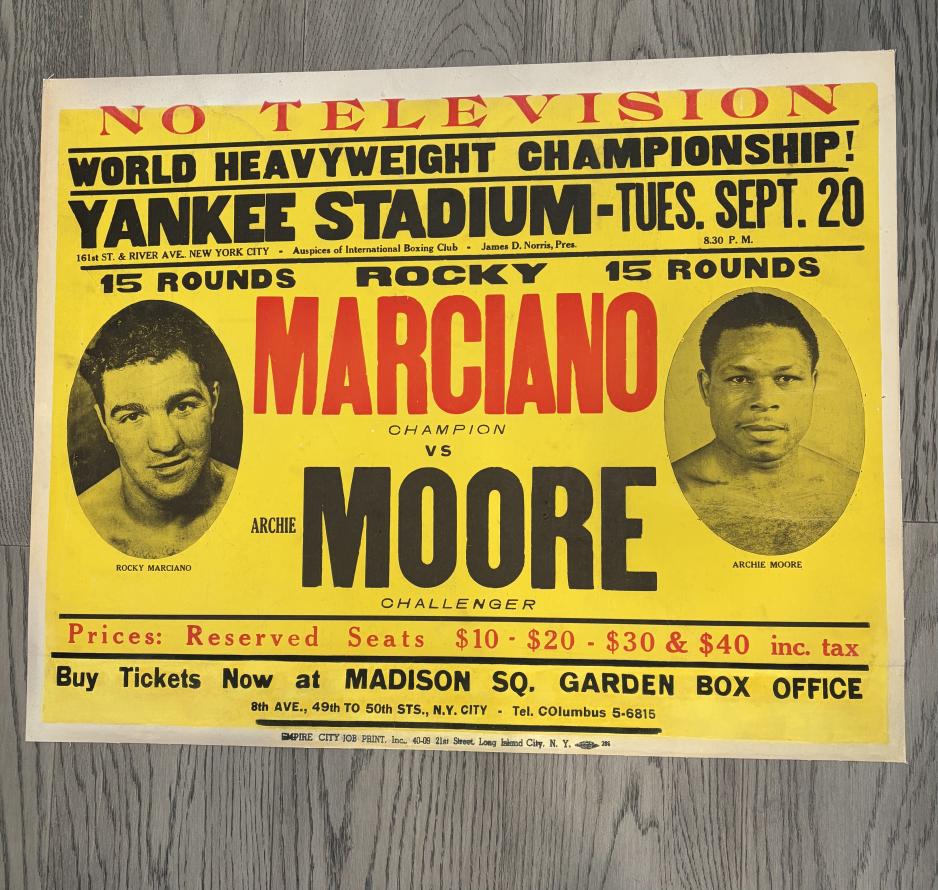 NO TELEVISION
WORLD HEAVYWEIGHT CHAMPIONSHIP!
YANKEE STADIUM - TUES. SEPT. 20
161st ST. & RIVER AVE. NEW YORK CITY - Auspices of International Boxing Club - James D. Norris, Pres. 8.30 P. M.
15 ROUNDS ROCKY 15 ROUNDS
MARCIANO
CHAMPION
VS
ARCHIE MOORE
ROCKY MARCIANO
ARCHIE MOORE
CHALLENGER
Prices: Reserved Seats $10 - $20 - $30 & $40 inc. tax
Buy Tickets Now at MADISON SQ. GARDEN BOX OFFICE
8th AVE., 49th TO 50th STS., N.Y. CITY - Tel. COlumbus 5-6815
EMPIRE CITY JOB PRINT, Inc., 40-09 21st Street, Long Island City, N. Y.